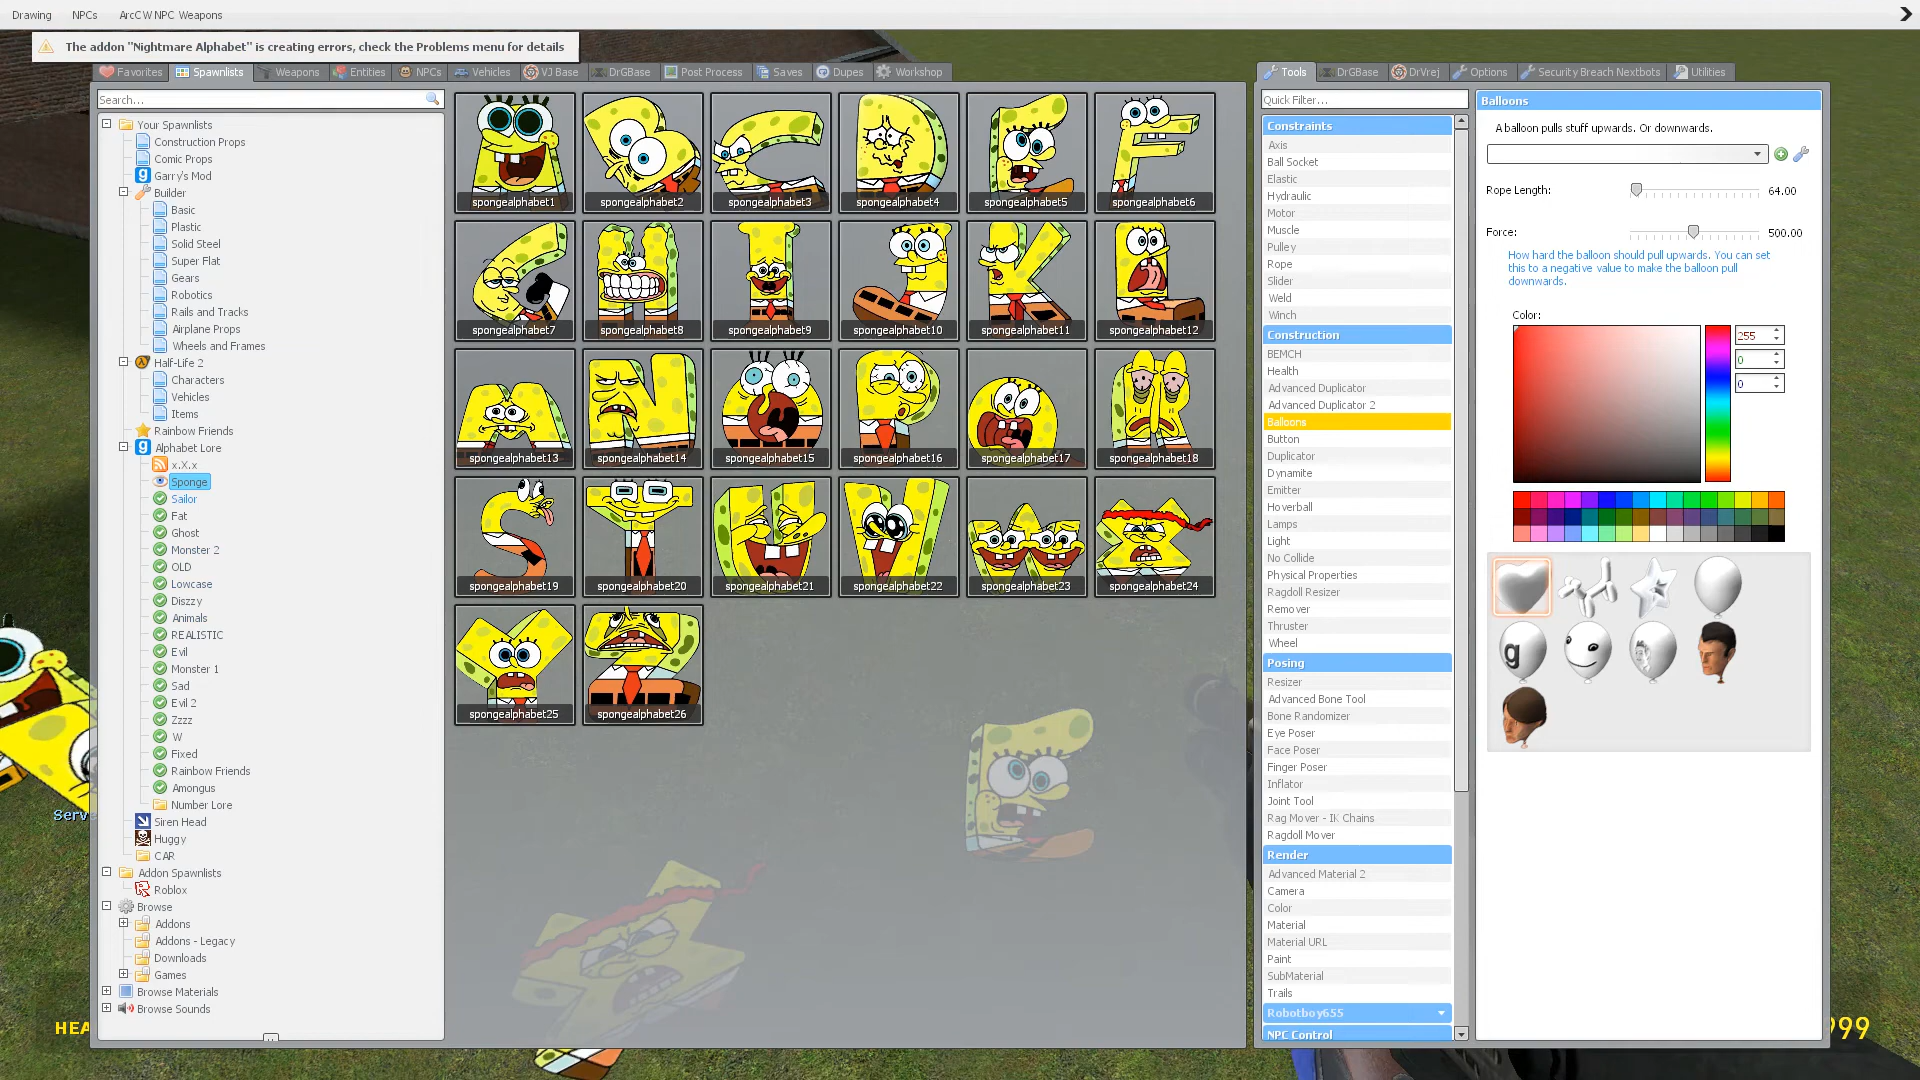 Drawing NPCs ArcCW NPC Weapons
The addon "Nightmare Alphabet" is creating errors, check the Problems menu for details
Favorites Spawnlists Weapons Entities NPCs Vehicles VJ Base DrGBase Post Process Saves Dupes Workshop
Search...
Your Spawnlists
Construction Props
Comic Props
Garry's Mod
Builder
Basic
Plastic
Solid Steel
Super Flat
Gears
Robotics
Rails and Tracks
Airplane Props
Wheels and Frames
Half-Life 2
Characters
Vehicles
Items
Rainbow Friends
Alphabet Lore
x.X.x
Sponge
Sailor
Fat
Ghost
Monster 2
OLD
Lowcase
Diszzy
Animals
REALISTIC
Evil
Monster 1
Sad
Evil 2
Zzzz
W
Fixed
Rainbow Friends
Amongus
Number Lore
Siren Head
Huggy
CAR
Addon Spawnlists
Roblox
Browse
Addons
Addons - Legacy
Downloads
Games
Browse Materials
Browse Sounds
spongealphabet1 spongealphabet2 spongealphabet3 spongealphabet4 spongealphabet5 spongealphabet6
spongealphabet7 spongealphabet8 spongealphabet9 spongealphabet10 spongealphabet11 spongealphabet12
spongealphabet13 spongealphabet14 spongealphabet15 spongealphabet16 spongealphabet17 spongealphabet18
spongealphabet19 spongealphabet20 spongealphabet21 spongealphabet22 spongealphabet23 spongealphabet24
spongealphabet25 spongealphabet26
Tools DrGBase DrVrej Options Security Breach Nextbots Utilities
Quick Filter...
Constraints
Axis
Ball Socket
Elastic
Hydraulic
Motor
Muscle
Pulley
Rope
Slider
Weld
Winch
Construction
BEMCH
Health
Advanced Duplicator
Advanced Duplicator 2
Balloons
Button
Duplicator
Dynamite
Emitter
Hoverball
Lamps
Light
No Collide
Physical Properties
Ragdoll Resizer
Remover
Thruster
Wheel
Posing
Resizer
Advanced Bone Tool
Bone Randomizer
Eye Poser
Face Poser
Finger Poser
Inflator
Joint Tool
Rag Mover - IK Chains
Ragdoll Mover
Render
Advanced Material 2
Camera
Color
Material
Material URL
Paint
SubMaterial
Trails
Robotboy655
NPC Control
Balloons
A balloon pulls stuff upwards. Or downwards.
Rope Length: 64.00
Force: 500.00
How hard the balloon should pull upwards. You can set
this to a negative value to make the balloon pull
downwards.
Color:
255
0
0
g
Serv
HEA
999